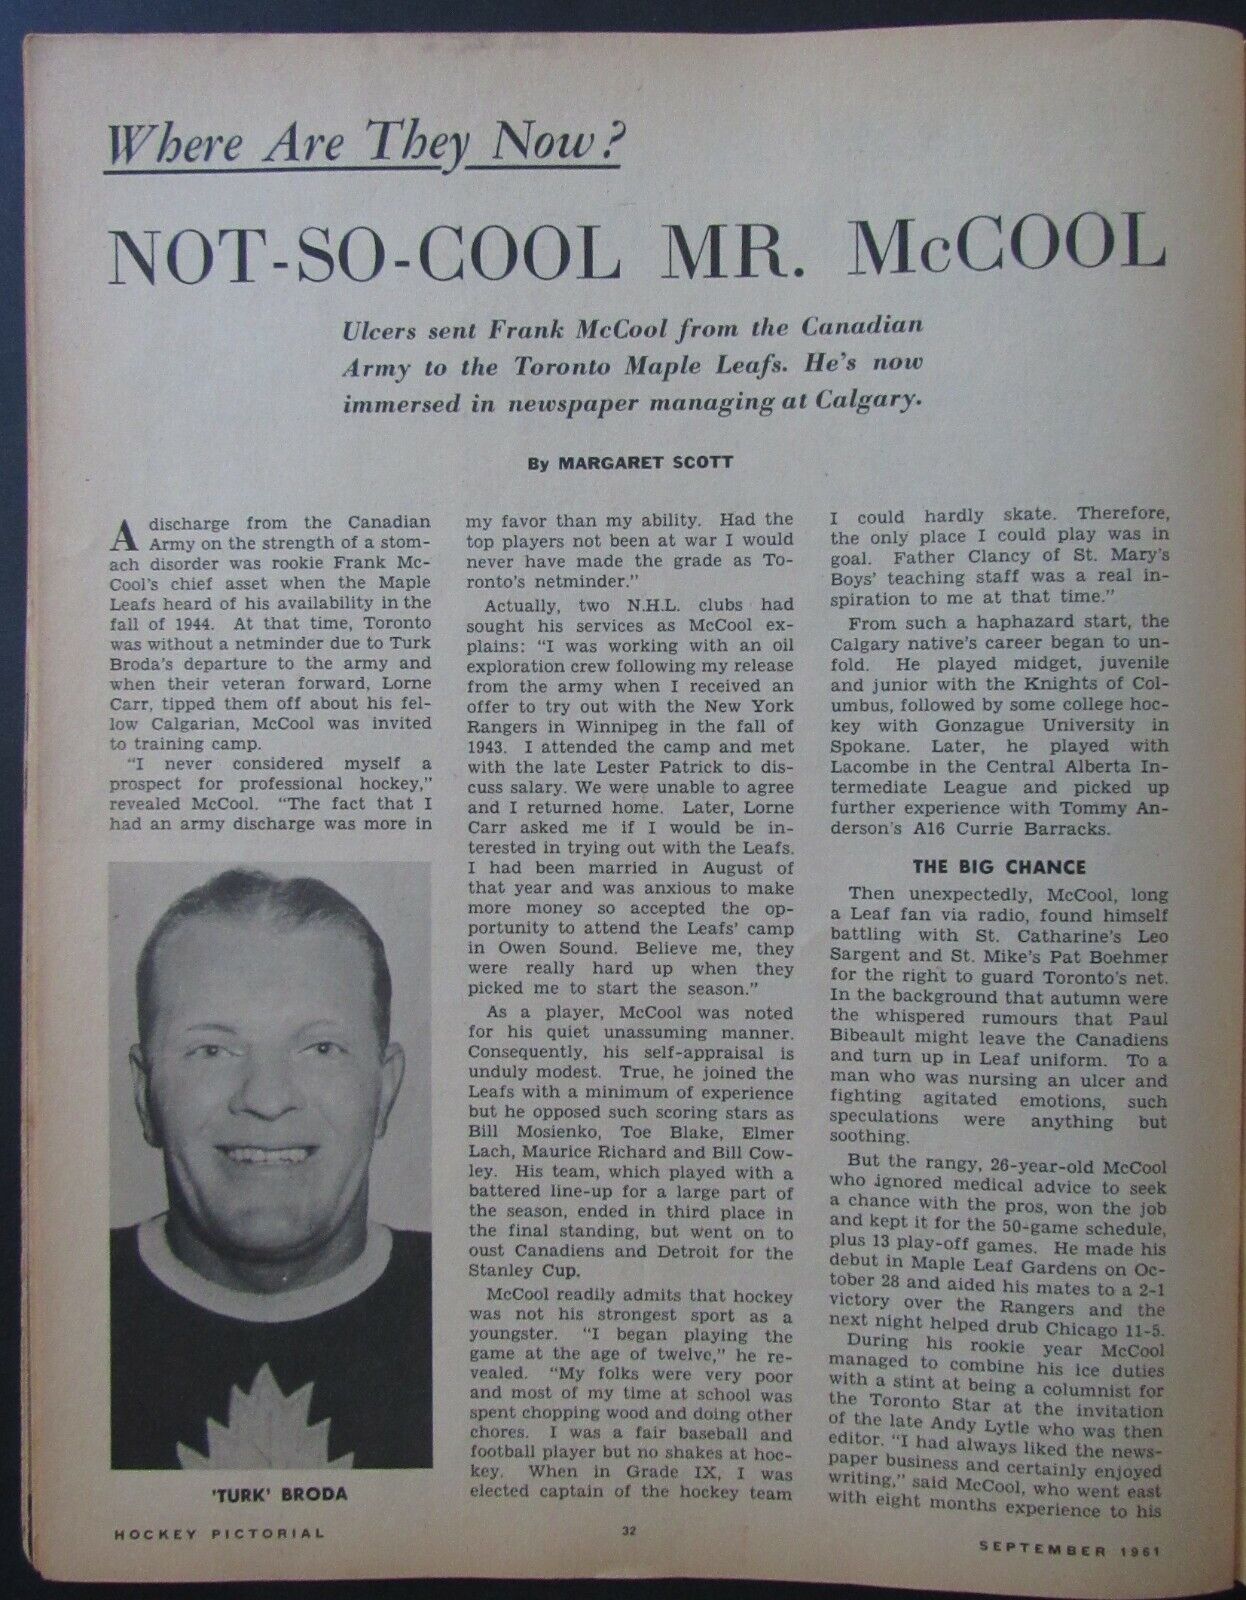 Where Are They Now?
NOT-SO-COOL MR. McCOOL
Ulcers sent Frank McCool from the Canadian
Army to the Toronto Maple Leafs. He's now
immersed in newspaper managing at Calgary.
By MARGARET SCOTT
A discharge from the Canadian
Army on the strength of a stom-
ach disorder was rookie Frank Mc-
Cool's chief asset when the Maple
Leafs heard of his availability in the
fall of 1944. At that time, Toronto
was without a netminder due to Turk
Broda's departure to the army and
when their veteran forward, Lorne
Carr, tipped them off about his fel-
low Calgarian, McCool was invited
to training camp.
"I never considered myself a
prospect for professional hockey,"
revealed McCool. "The fact that I
had an army discharge was more in
'TURK' BRODA
my favor than my ability. Had the
top players not been at war I would
never have made the grade as To-
ronto's netminder."
Actually, two N.H.L. clubs had
sought his services as McCool ex-
plains: "I was working with an oil
exploration crew following my release
from the army when I received an
offer to try out with the New York
Rangers in Winnipeg in the fall of
1943. I attended the camp and met
with the late Lester Patrick to dis-
cuss salary. We were unable to agree
and I returned home. Later, Lorne
Carr asked me if I would be in-
terested in trying out with the Leafs.
I had been married in August of
that year and was anxious to make
more money so accepted the op-
portunity to attend the Leafs' camp
in Owen Sound. Believe me, they
were really hard up when they
picked me to start the season."
As a player, McCool was noted
for his quiet unassuming manner.
Consequently, his self-appraisal is
unduly modest. True, he joined the
Leafs with a minimum of experience
but he opposed such scoring stars as
Bill Mosienko, Toe Blake, Elmer
Lach, Maurice Richard and Bill Cow-
ley. His team, which played with a
battered line-up for a large part of
the season, ended in third place in
the final standing, but went on to
oust Canadiens and Detroit for the
Stanley Cup.
McCool readily admits that hockey
was not his strongest sport as a
youngster. "I began playing the
game at the age of twelve," he re-
vealed. "My folks were very poor
and most of my time at school was
spent chopping wood and doing other
chores. I was a fair baseball and
football player but no shakes at hoc-
key. When in Grade IX, I was
elected captain of the hockey team
I could hardly skate. Therefore,
the only place I could play was in
goal. Father Clancy of St. Mary's
Boys' teaching staff was a real in-
spiration to me at that time."
From such a haphazard start, the
Calgary native's career began to un-
fold. He played midget, juvenile
and junior with the Knights of Col-
umbus, followed by some college hoc-
key with Gonzague University in
Spokane. Later, he played with
Lacombe in the Central Alberta In-
termediate League and picked up
further experience with Tommy An-
derson's A16 Currie Barracks.
THE BIG CHANCE
Then unexpectedly, McCool, long
a Leaf fan via radio, found himself
battling with St. Catharine's Leo
Sargent and St. Mike's Pat Boehmer
for the right to guard Toronto's net.
In the background that autumn were
the whispered rumours that Paul
Bibeault might leave the Canadiens
and turn up in Leaf uniform. To a
man who was nursing an ulcer and
fighting agitated emotions, such
speculations were anything but
soothing.
But the rangy, 26-year-old McCool
who ignored medical advice to seek
a chance with the pros, won the job
and kept it for the 50-game schedule,
plus 13 play-off games. He made his
debut in Maple Leaf Gardens on Oc-
tober 28 and aided his mates to a 2-1
victory over the Rangers and the
next night helped drub Chicago 11-5.
During his rookie year McCool
managed to combine his ice duties
with a stint at being a columnist for
the Toronto Star at the invitation
of the late Andy Lytle who was then
editor. "I had always liked the news-
paper business and certainly enjoyed
writing," said McCool, who went east
with eight months experience to his
HOCKEY PICTORIAL
32
SEPTEMBER 1961